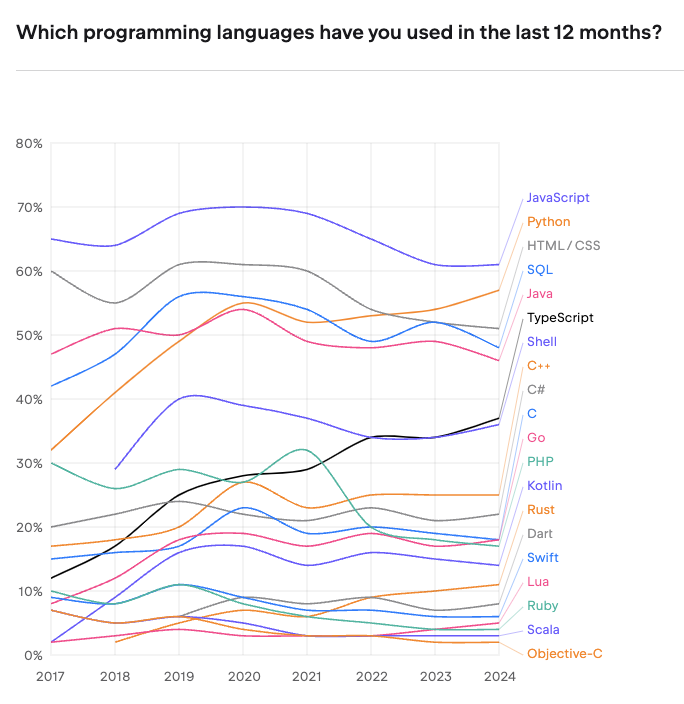 Which programming languages have you used in the last 12 months?
80%
70%
60%
50%
40%
30%
20%
10%
0%
2017 2018 2019 2020 2021 2022 2023 2024
JavaScript
Python
HTML / CSS
SQL
Java
TypeScript
Shell
C++
C#
C
Go
PHP
Kotlin
Rust
Dart
Swift
Lua
Ruby
Scala
Objective-C